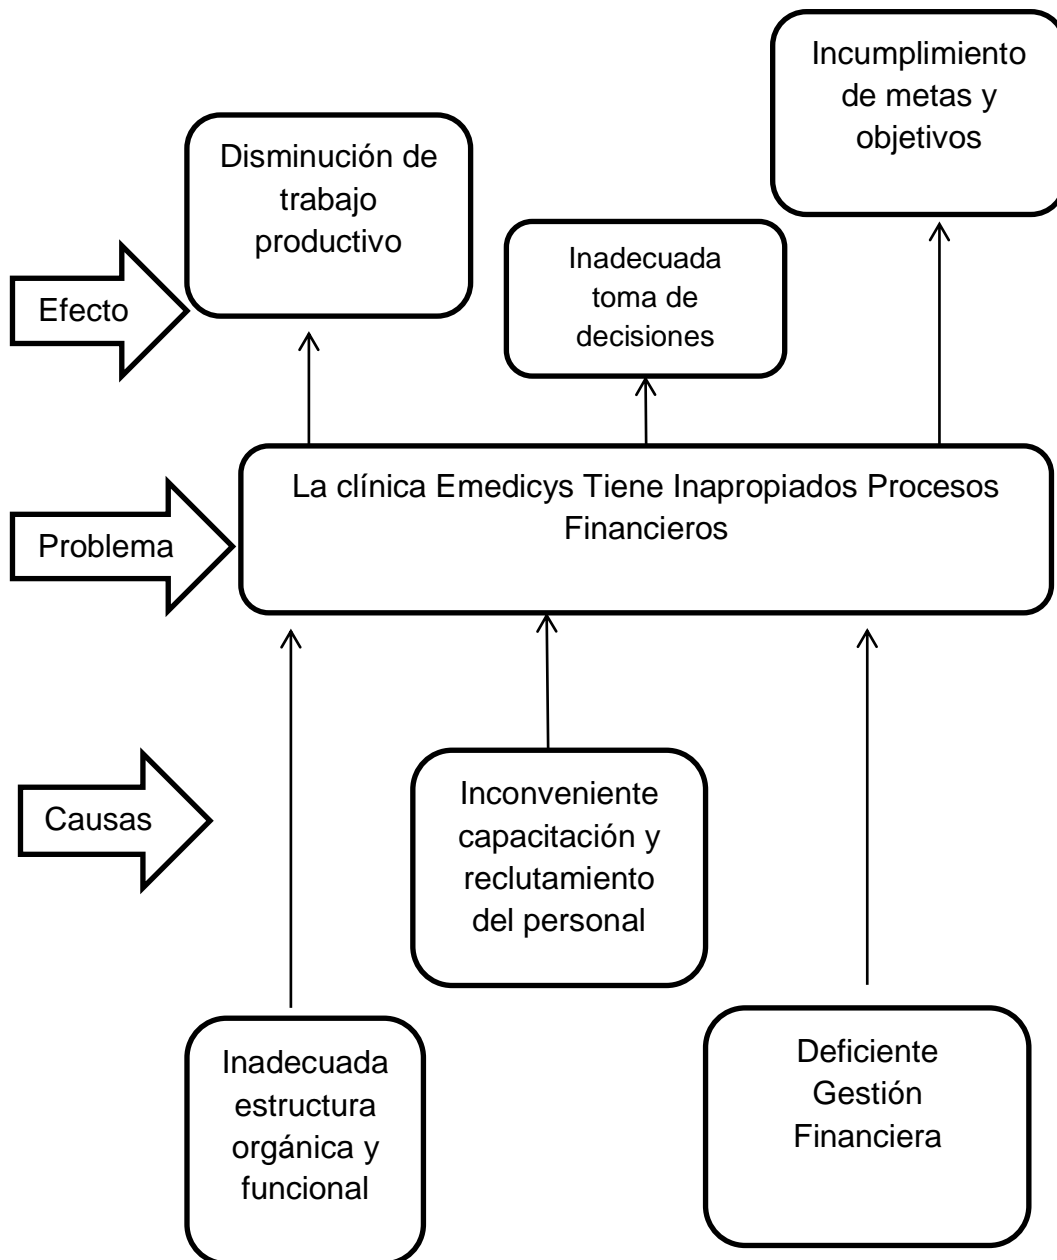 Incumplimiento
de metas y
objetivos
Disminución de
trabajo
productivo
Inadecuada
toma de
decisiones
Efecto
La clínica Emedicys Tiene Inapropiados Procesos
Financieros
Problema
Inconveniente
capacitación y
reclutamiento
del personal
Causas
Inadecuada
estructura
orgánica y
funcional
Deficiente
Gestión
Financiera